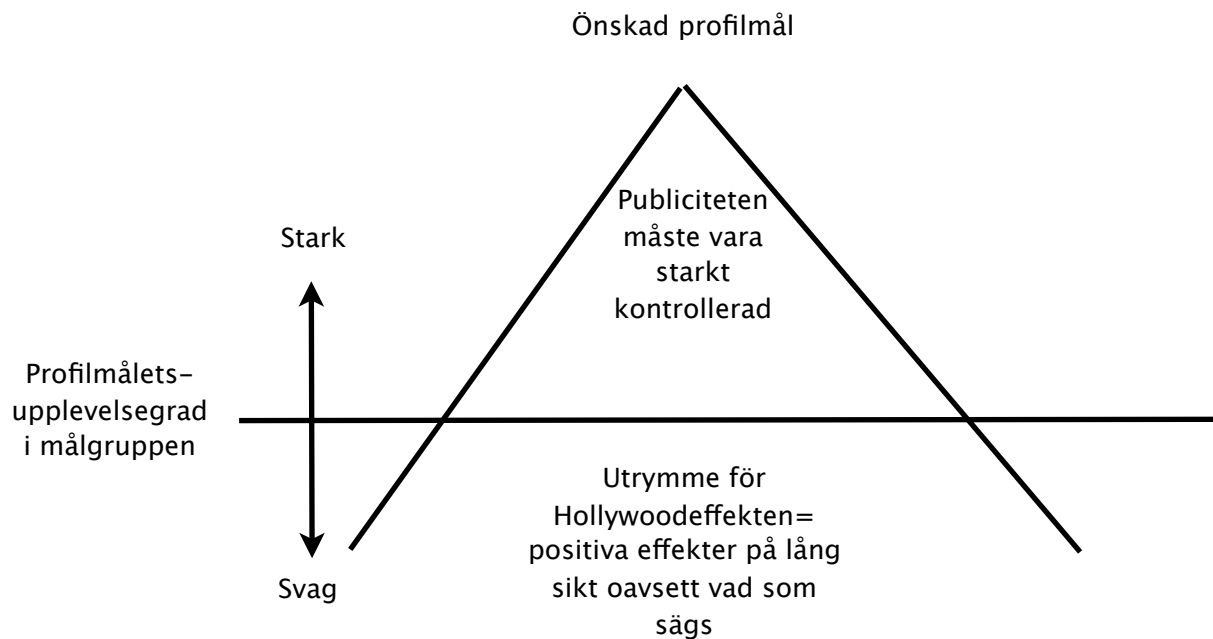 Önskad profilmål
Publiciteten
måste vara
starkt
kontrollerad
Stark
Profilmålets-
upplevelsegrad
i målgruppen
Svag
Utrymme för
Hollywoodeffekten=
positiva effekter på lång
sikt oavsett vad som
sägs